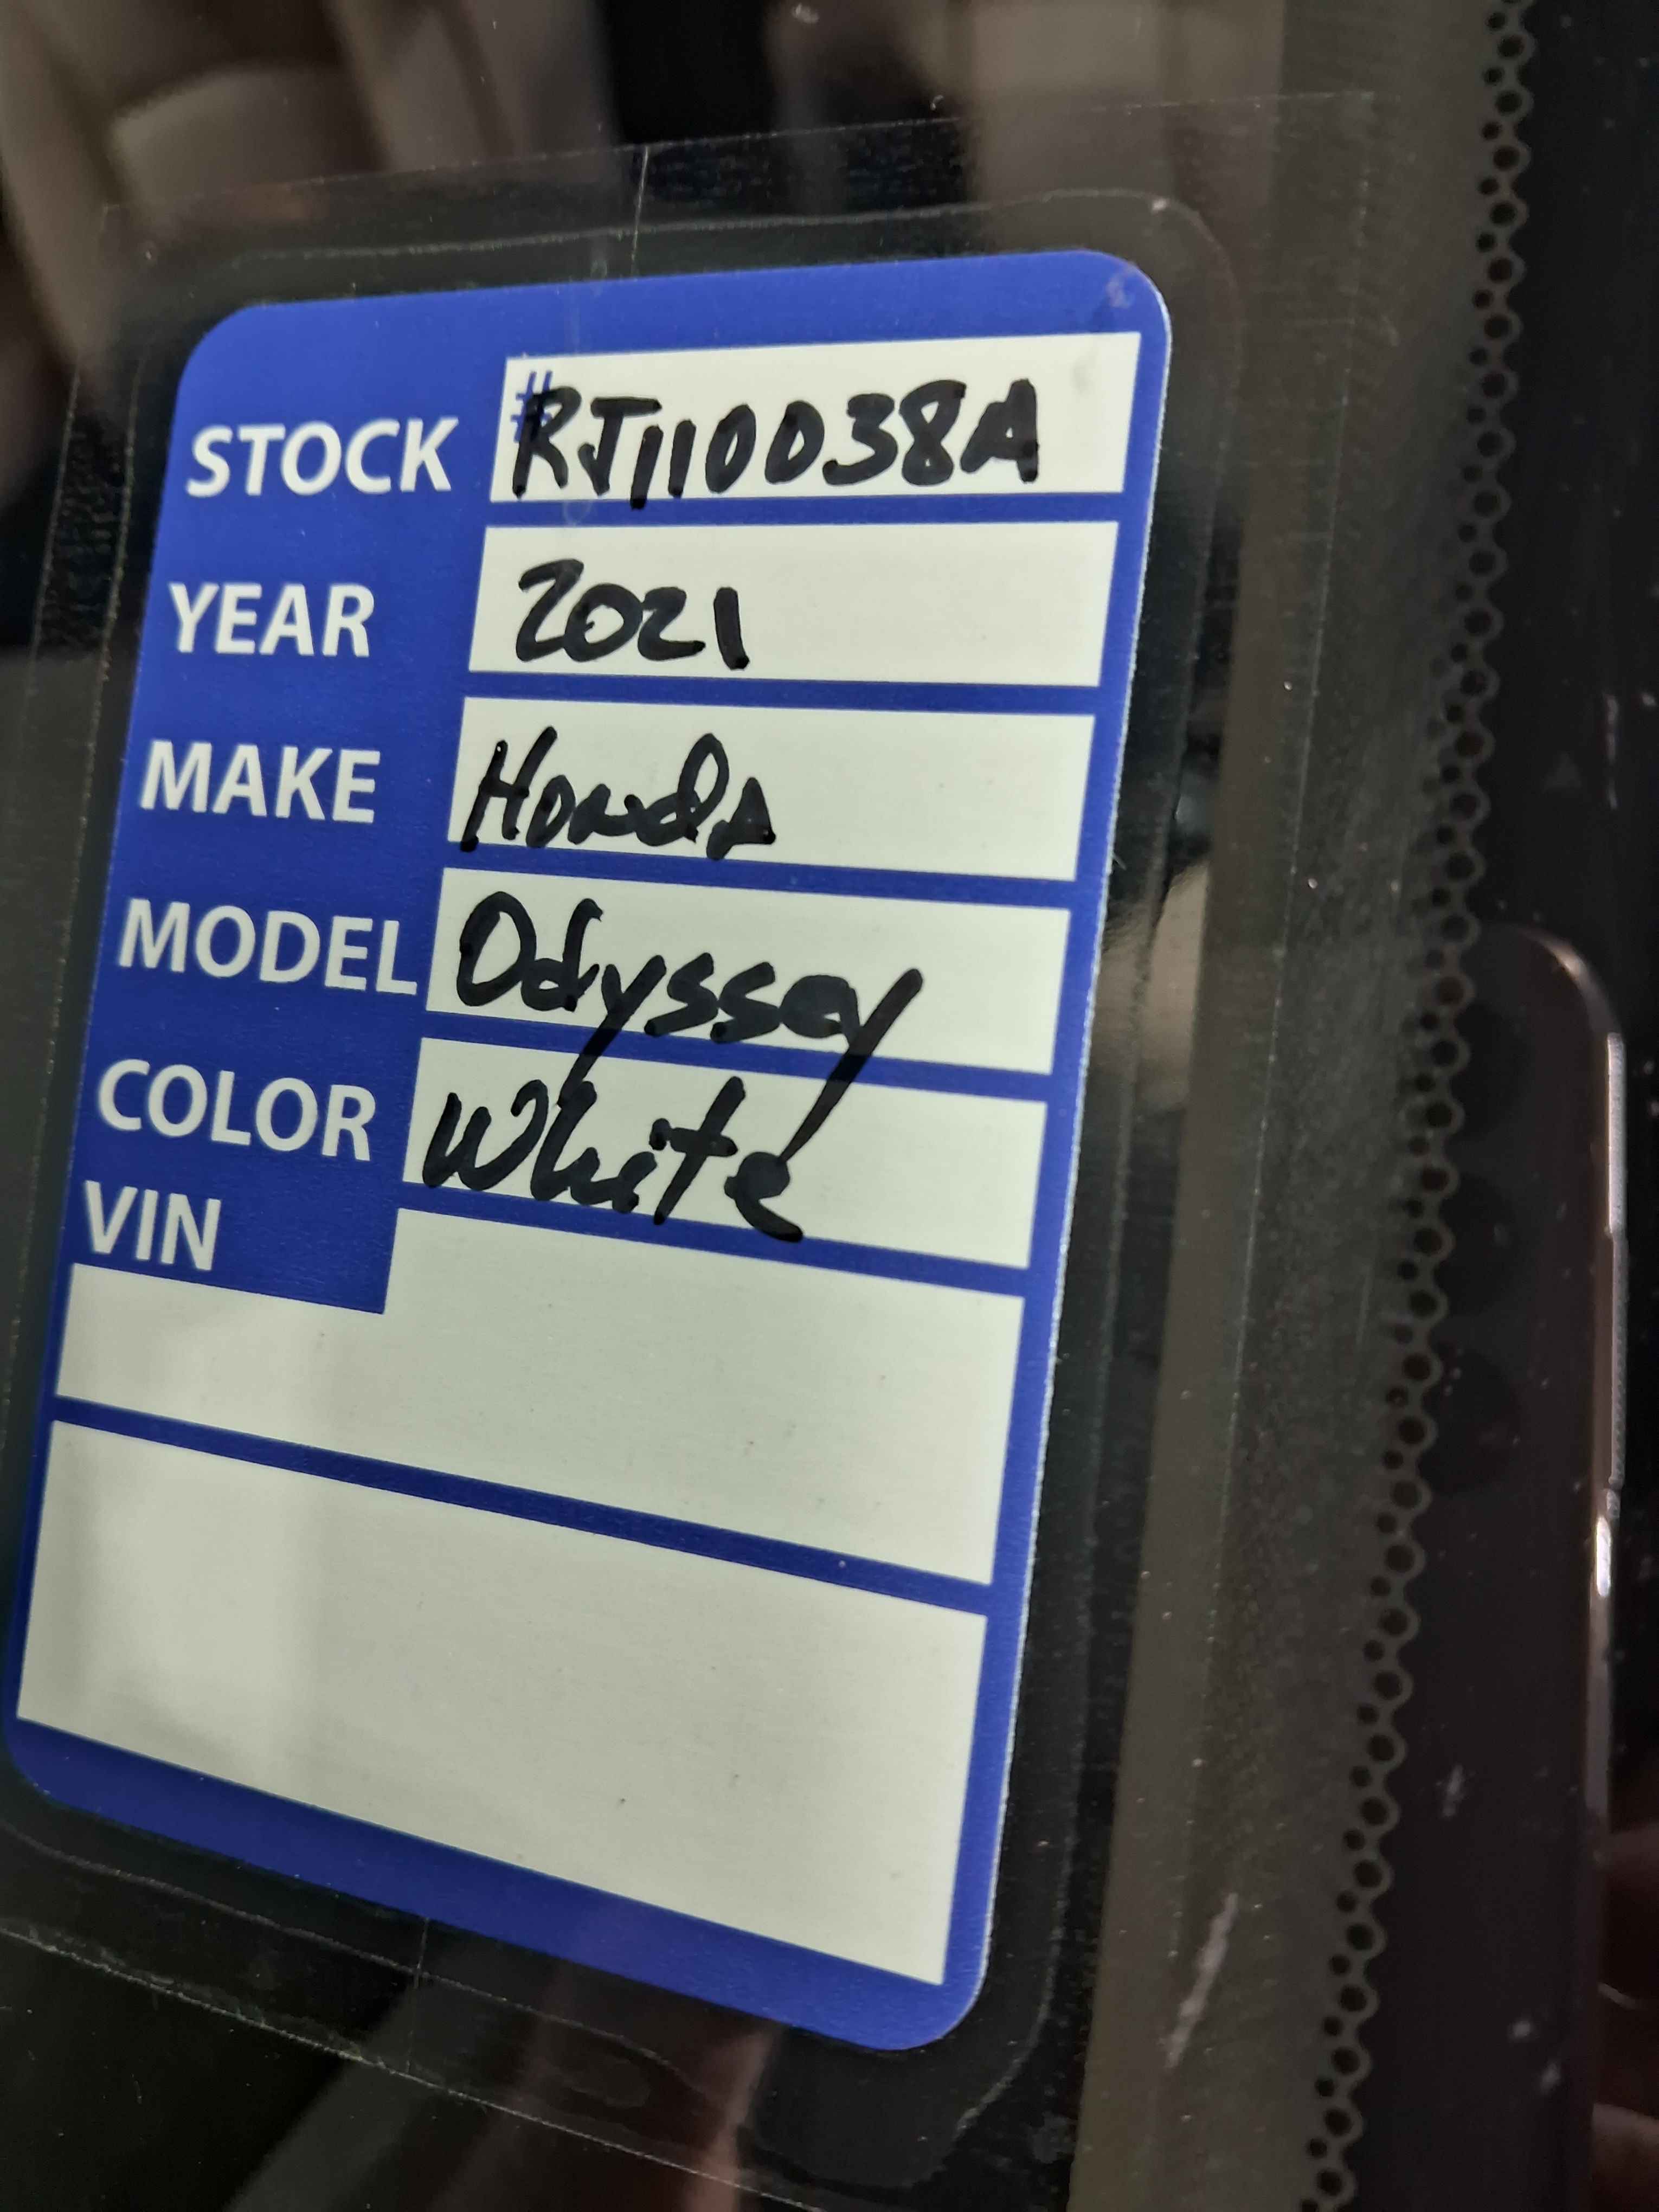 STOCK #RJ110038A
YEAR 2021
MAKE Honda
MODEL Odyssey
COLOR White
VIN